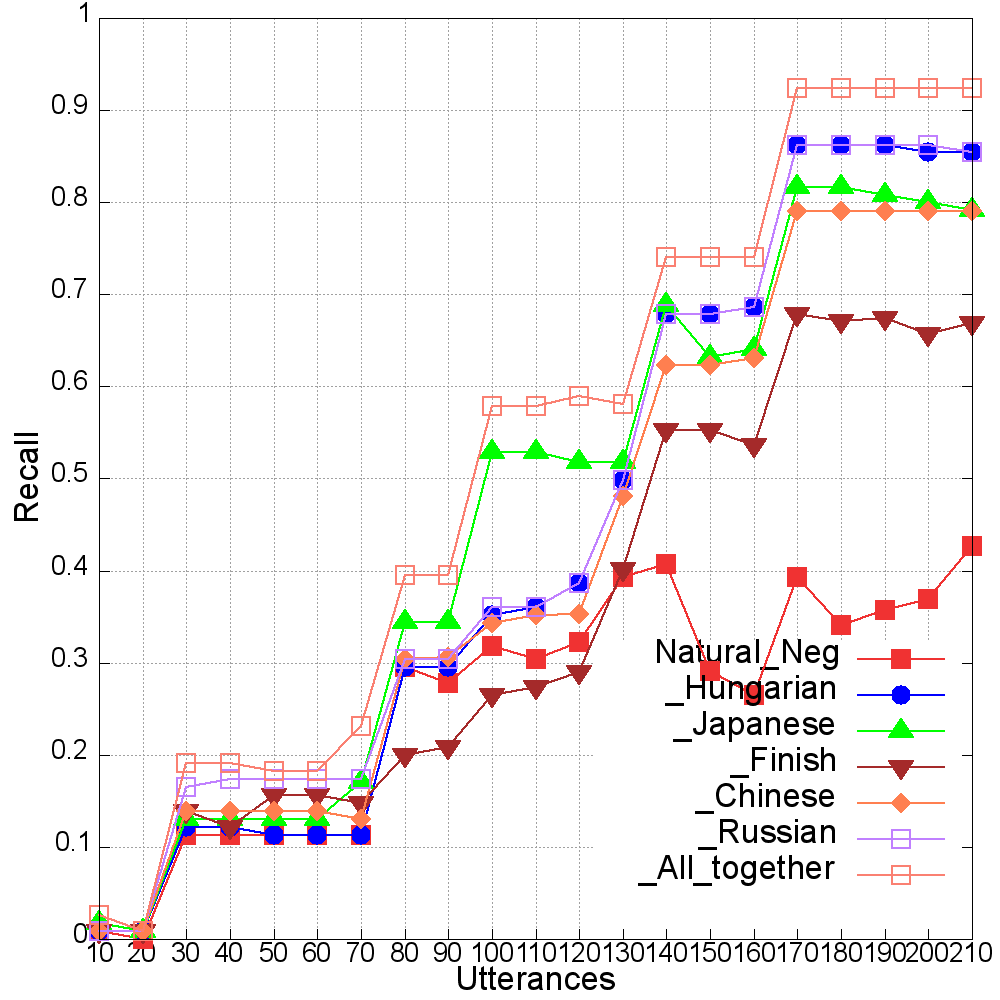 1
0.9
0.8
0.7
0.6
0.5
0.4
0.3
0.2
0.1
0
Recall
Natural_Neg
_Hungarian
_Japanese
_Finish
_Chinese
_Russian
_All_together
10 20 30 40 50 60 70 80 90 100 110 120 130 140 150 160 170 180 190 200 210
Utterances